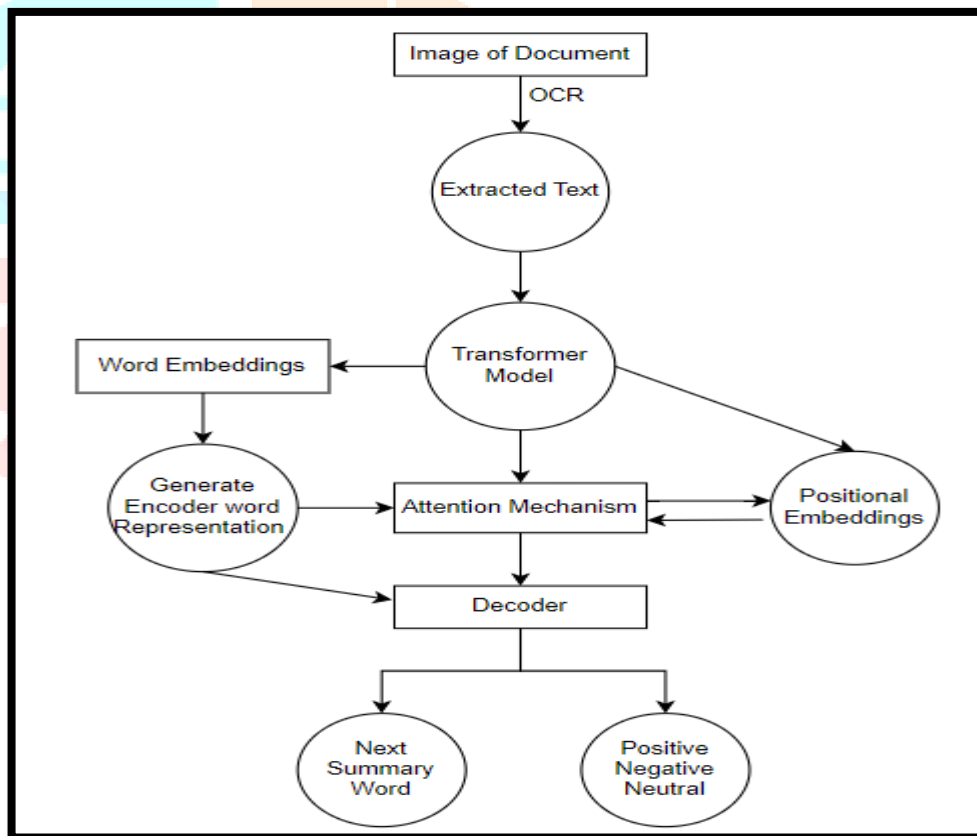 Image of Document
OCR
Extracted Text
Transformer
Model
Word Embeddings
Generate
Encoder word
Representation
Attention Mechanism
Positional
Embeddings
Decoder
Next
Summary
Word
Positive
Negative
Neutral